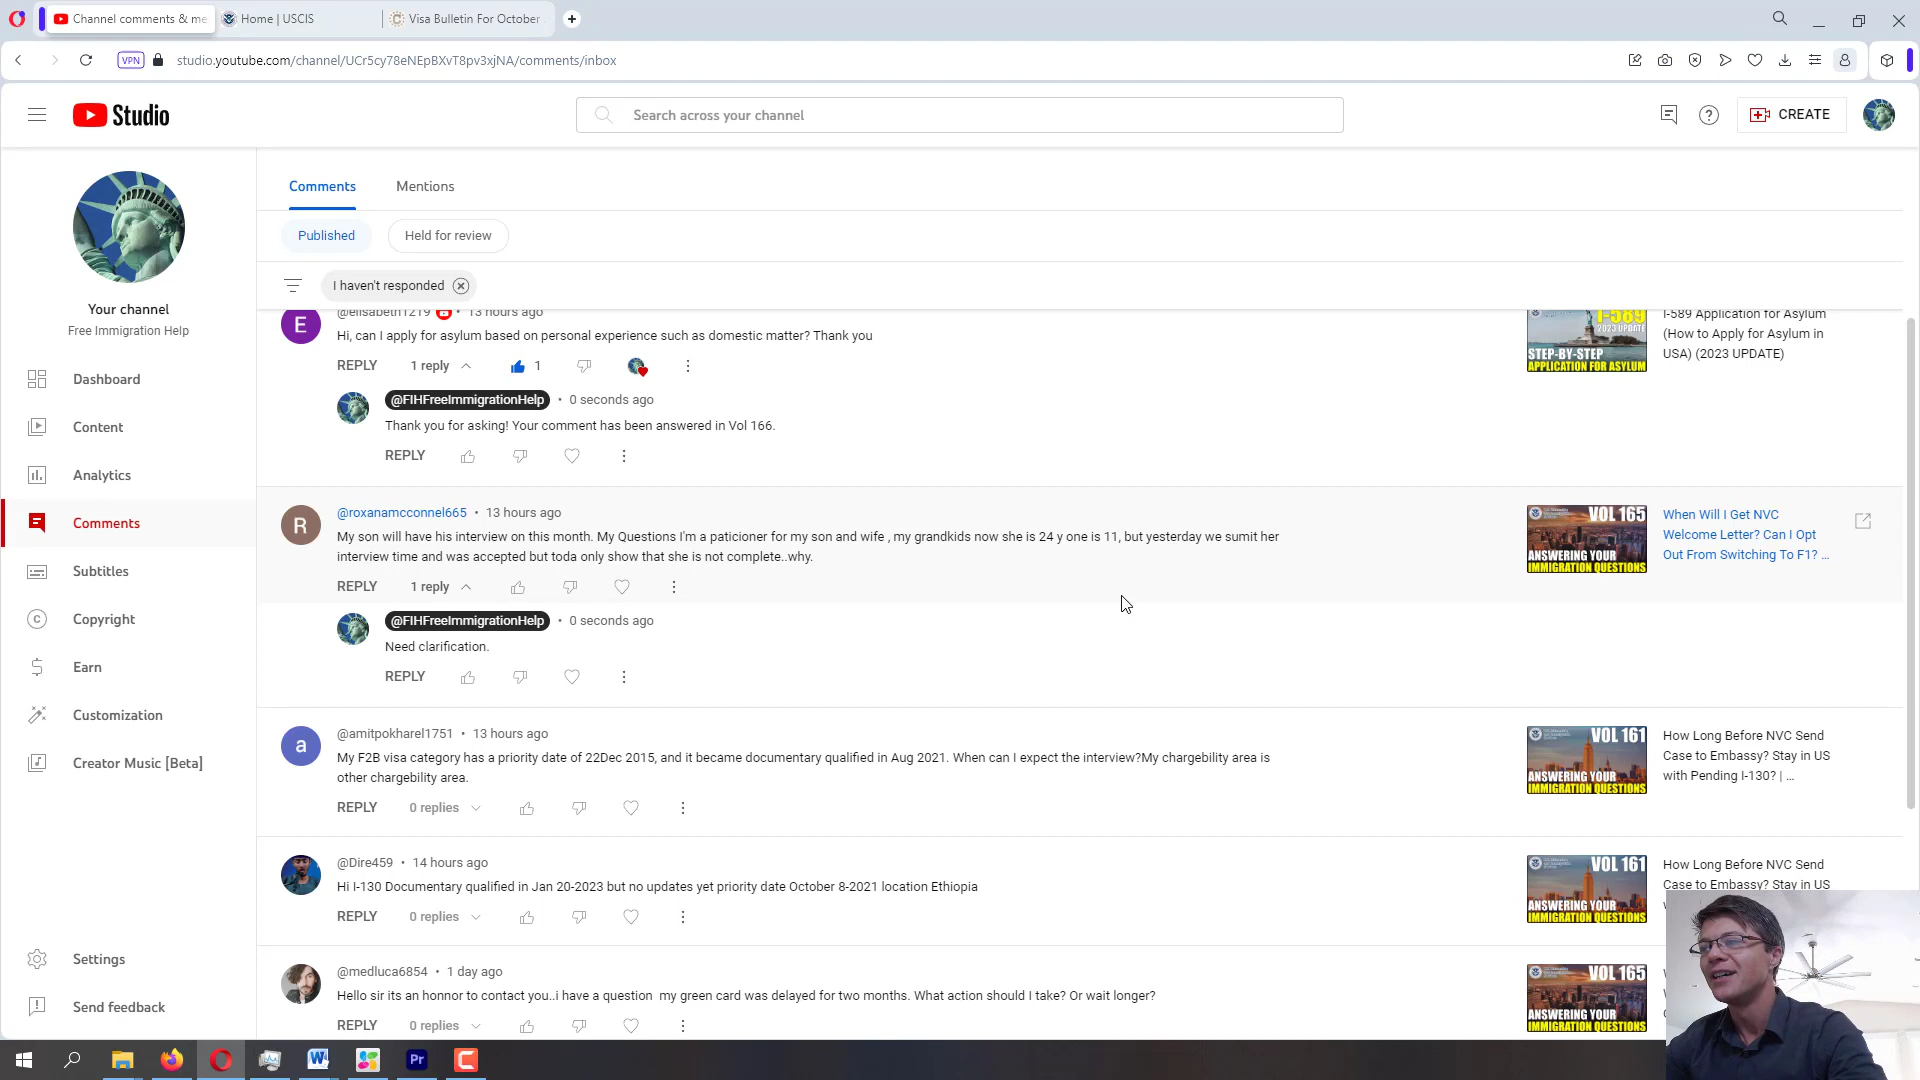 Channel comments & me
Home | USCIS
Visa Bulletin For October
VPN
studio.youtube.com/channel/UCr5cy78eNEpBXvT8pv3xjNA/comments/inbox
Studio
Search across your channel
CREATE
Your channel
Free Immigration Help
Dashboard
Content
Analytics
Comments
Subtitles
Copyright
Earn
Customization
Creator Music [Beta]
Settings
Send feedback
Comments
Mentions
Published
Held for review
I haven't responded
E
@elisabeth1219 • 13 hours ago
Hi, can I apply for asylum based on personal experience such as domestic matter? Thank you
REPLY 1 reply 1
@FIHFreeImmigrationHelp • 0 seconds ago
Thank you for asking! Your comment has been answered in Vol 166.
REPLY
I-589
2023 UPDATE
STEP-BY-STEP
APPLICATION FOR ASYLUM
I-589 Application for Asylum
(How to Apply for Asylum in
USA) (2023 UPDATE)
R
@roxanamcconnel665 • 13 hours ago
My son will have his interview on this month. My Questions I'm a paticioner for my son and wife , my grandkids now she is 24 y one is 11, but yesterday we sumit her
interview time and was accepted but toda only show that she is not complete..why.
REPLY 1 reply
@FIHFreeImmigrationHelp • 0 seconds ago
Need clarification.
REPLY
VOL 165
ANSWERING YOUR
IMMIGRATION QUESTIONS
When Will I Get NVC
Welcome Letter? Can I Opt
Out From Switching To F1? ...
a
@amitpokharel1751 • 13 hours ago
My F2B visa category has a priority date of 22Dec 2015, and it became documentary qualified in Aug 2021. When can I expect the interview?My chargebility area is
other chargebility area.
REPLY 0 replies
VOL 161
ANSWERING YOUR
IMMIGRATION QUESTIONS
How Long Before NVC Send
Case to Embassy? Stay in US
with Pending I-130? | ...
@Dire459 • 14 hours ago
Hi I-130 Documentary qualified in Jan 20-2023 but no updates yet priority date October 8-2021 location Ethiopia
REPLY 0 replies
VOL 161
ANSWERING YOUR
IMMIGRATION QUESTIONS
How Long Before NVC Send
Case to Embassy? Stay in US
@medluca6854 • 1 day ago
Hello sir its an honnor to contact you..i have a question my green card was delayed for two months. What action should I take? Or wait longer?
REPLY 0 replies
VOL 165
ANSWERING YOUR
IMMIGRATION QUESTIONS
W
Pr
C